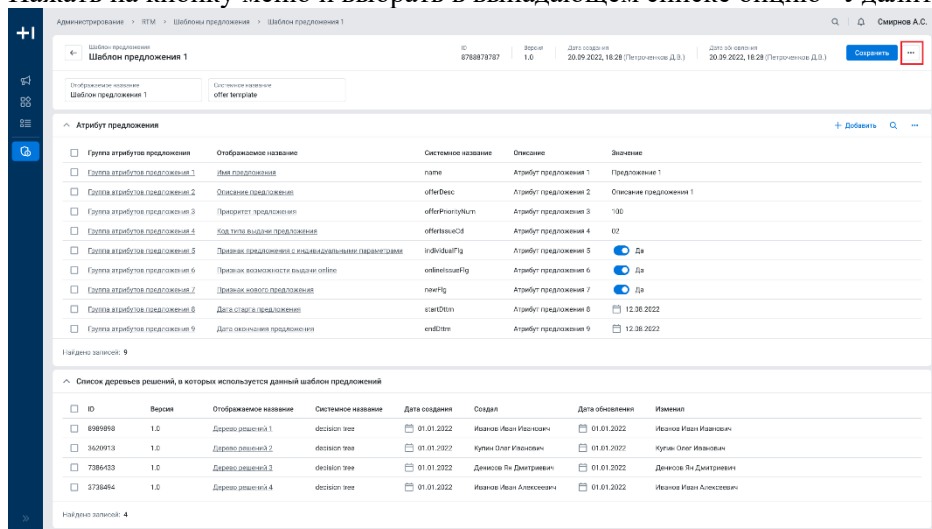 Нажать на кнопку меню и выбрать в выпадающем списке опцию "Удалит
Администрирование > RTM > Шаблоны предложения > Шаблон предложения 1
Смирнов А.С.
Шаблон предложения
Шаблон предложения 1
ID
8788878787
Версия
1.0
Дата создания
20.09.2022, 18:28 (Петроченков Д.В.)
Дата обновления
20.09.2022, 18:28 (Петроченков Д.В.)
Сохранить
Отображаемое название
Шаблон предложения 1
Системное название
offer template
Атрибут предложения
+ Добавить
Группа атрибутов предложения Отображаемое название Системное название Описание Значение
Группа атрибутов предложения 1 Имя предложения name Атрибут предложения 1 Предложение 1
Группа атрибутов предложения 2 Описание предложения offerDesc Атрибут предложения 2 Описание предложения 1
Группа атрибутов предложения 3 Приоритет предложения offerPriorityNum Атрибут предложения 3 100
Группа атрибутов предложения 4 Код типа выдачи предложения offerIssueCd Атрибут предложения 4 02
Группа атрибутов предложения 5 Признак предложения с индивидуальными параметрами individualFlg Атрибут предложения 5 Да
Группа атрибутов предложения 6 Признак возможности выдачи online onlineIssueFlg Атрибут предложения 6 Да
Группа атрибутов предложения 7 Признак нового предложения newFlg Атрибут предложения 7 Да
Группа атрибутов предложения 8 Дата старта предложения startDttm Атрибут предложения 8 12.08.2022
Группа атрибутов предложения 9 Дата окончания предложения endDttm Атрибут предложения 9 12.08.2022
Найдено записей: 9
Список деревьев решений, в которых используется данный шаблон предложений
ID Версия Отображаемое название Системное название Дата создания Создал Дата обновления Изменил
8989898 1.0 Дерево решений 1 decision tree 01.01.2022 Иванов Иван Иванович 01.01.2022 Иванов Иван Иванович
3620913 1.0 Дерево решений 2 decision tree 01.01.2022 Купин Олег Иванович 01.01.2022 Купин Олег Иванович
7386433 1.0 Дерево решений 3 decision tree 01.01.2022 Денисов Ян Дмитриевич 01.01.2022 Денисов Ян Дмитриевич
3738494 1.0 Дерево решений 4 decision tree 01.01.2022 Иванов Иван Алексеевич 01.01.2022 Иванов Иван Алексеевич
Найдено записей: 4